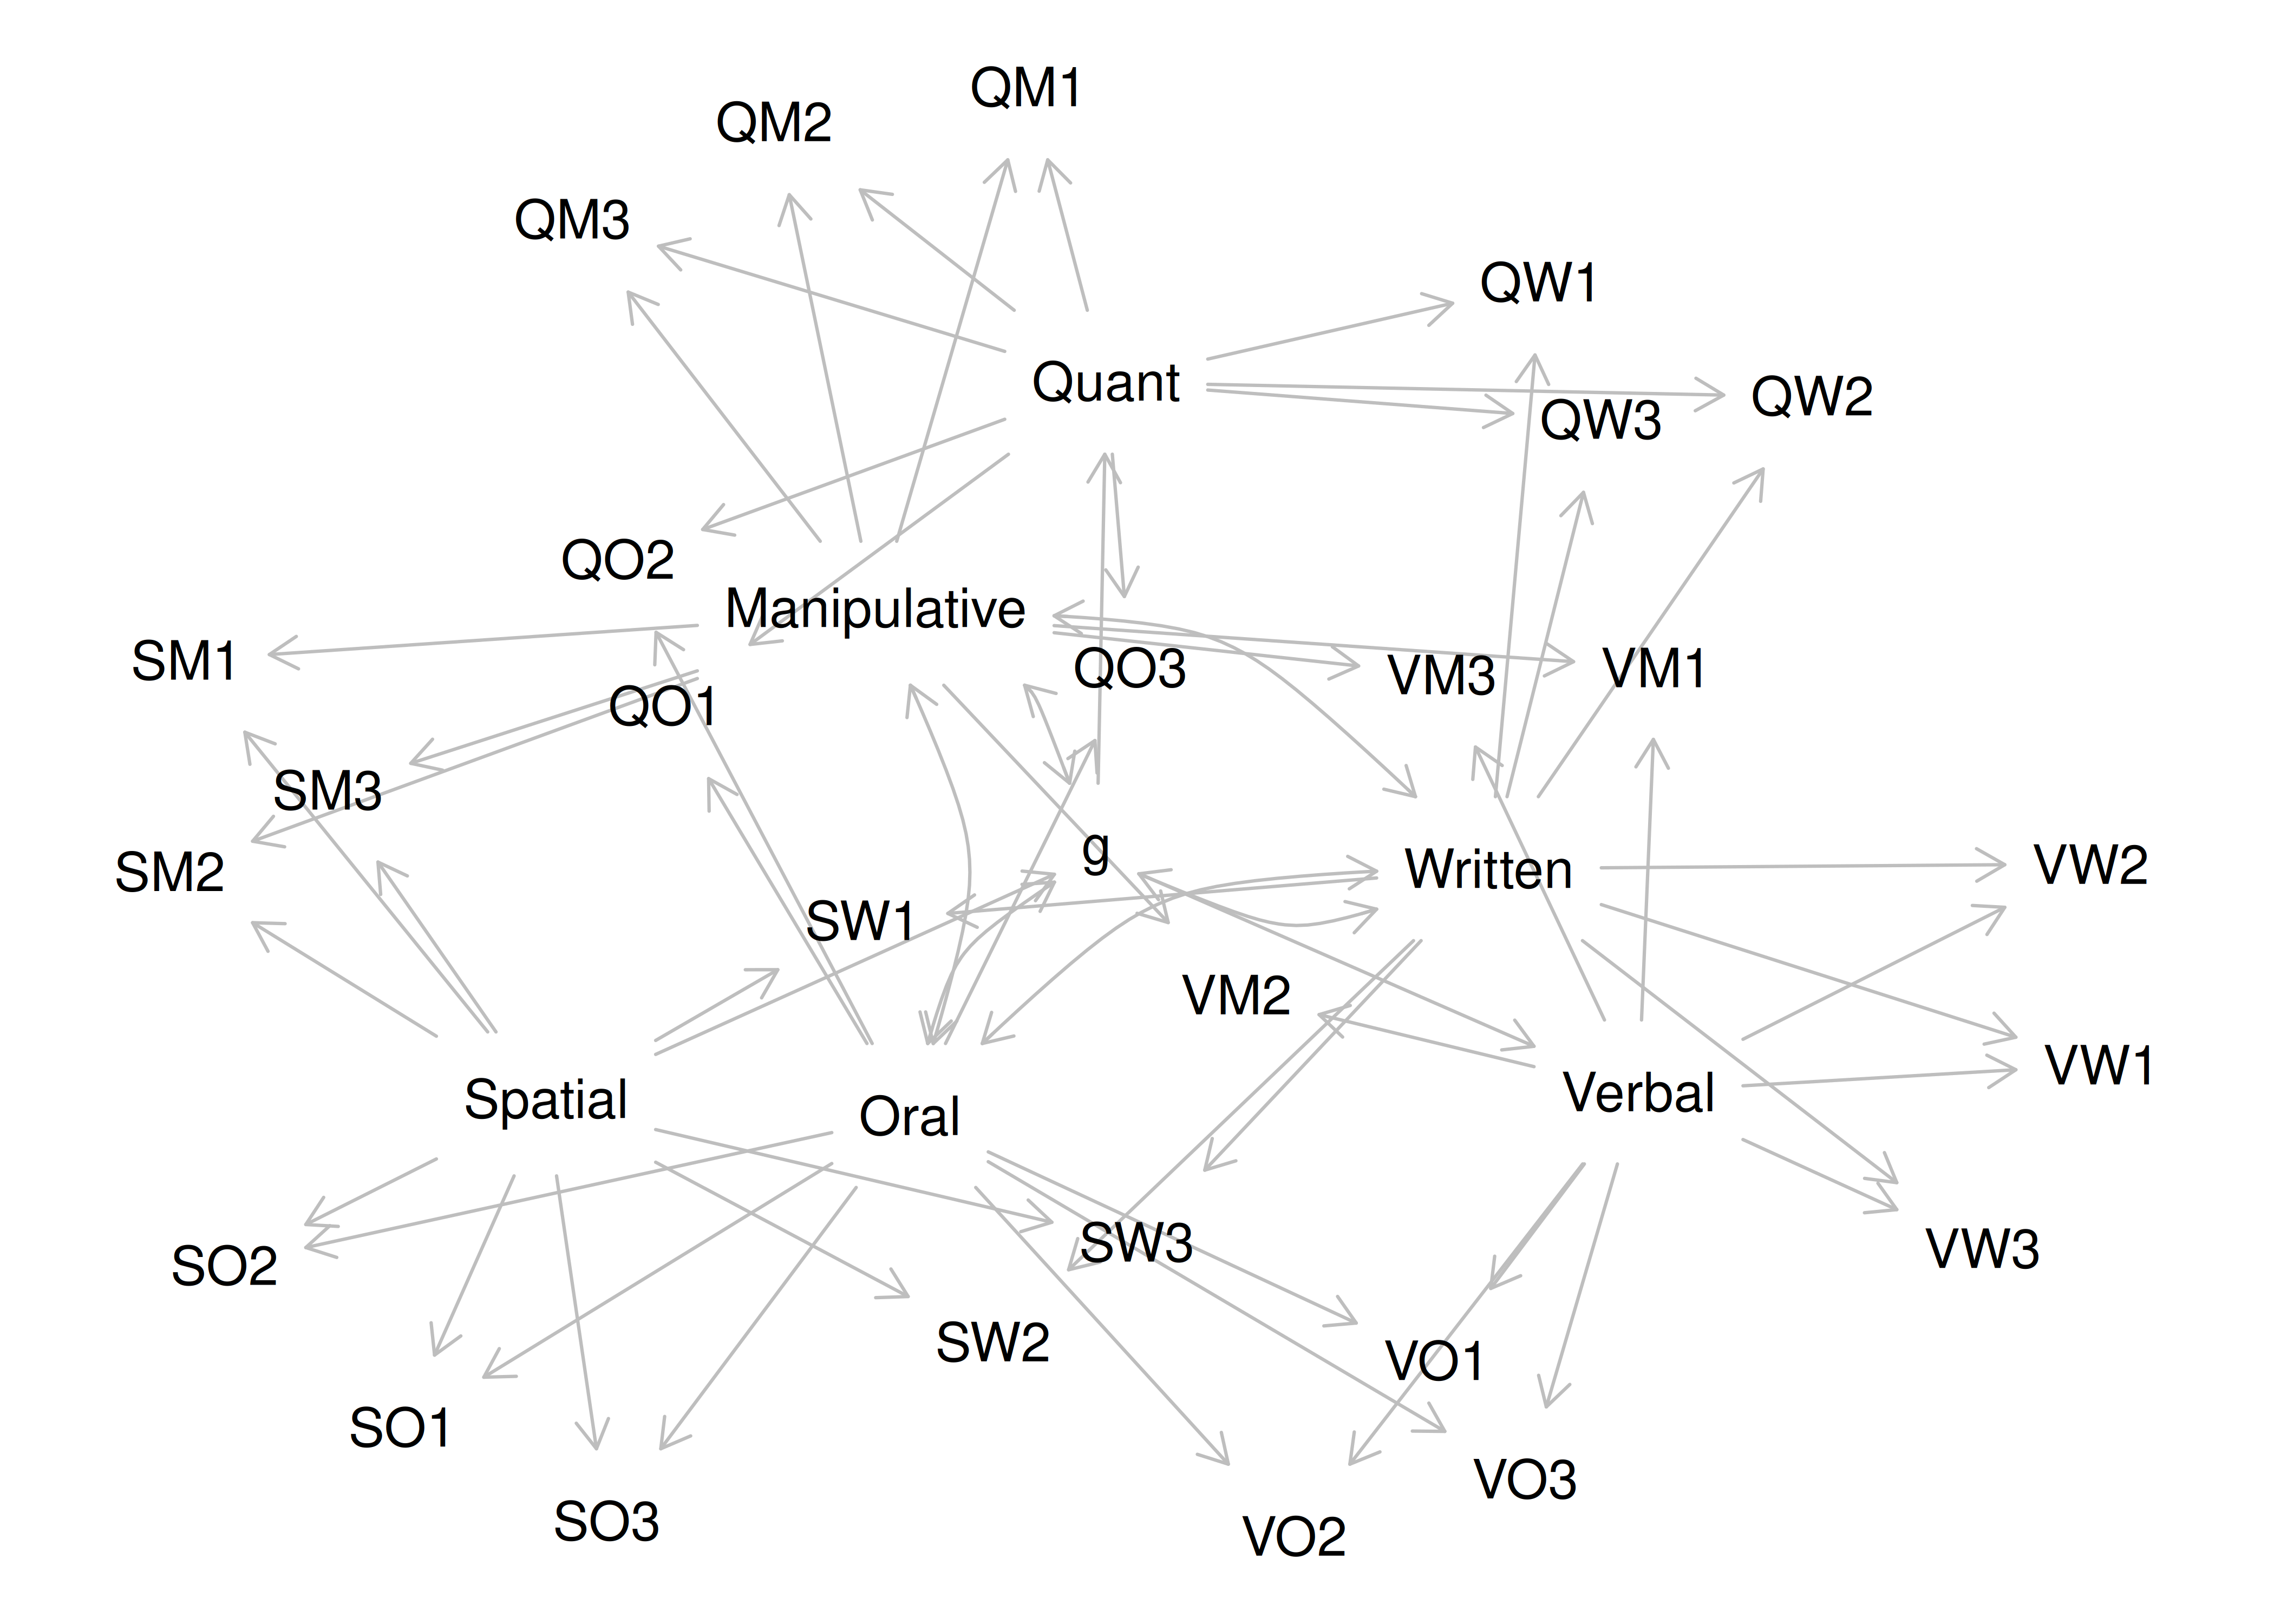 QM1
QM2
QM3
QW1
Quant
QW2
QW3
QO2
Manipulative
SM1
QO3
VM3
VM1
QO1
SM3
g
SM2
Written
VW2
SW1
VM2
VW1
Spatial
Oral
Verbal
SO2
SW3
VW3
SW2
VO1
SO1
VO3
SO3
VO2